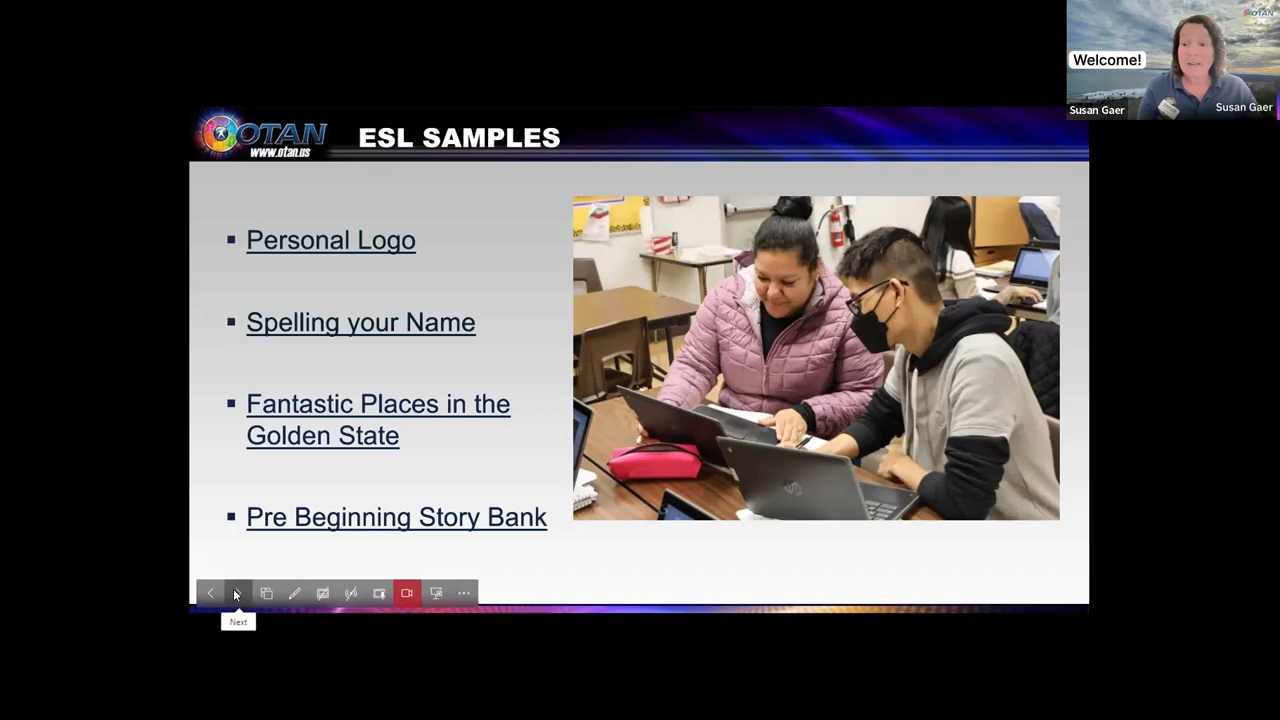 OTAN
Welcome!
Susan Gaer
Susan Gaer
OTAN
www.otan.us
ESL SAMPLES
Personal Logo
Spelling your Name
Fantastic Places in the
Golden State
Pre Beginning Story Bank
Next